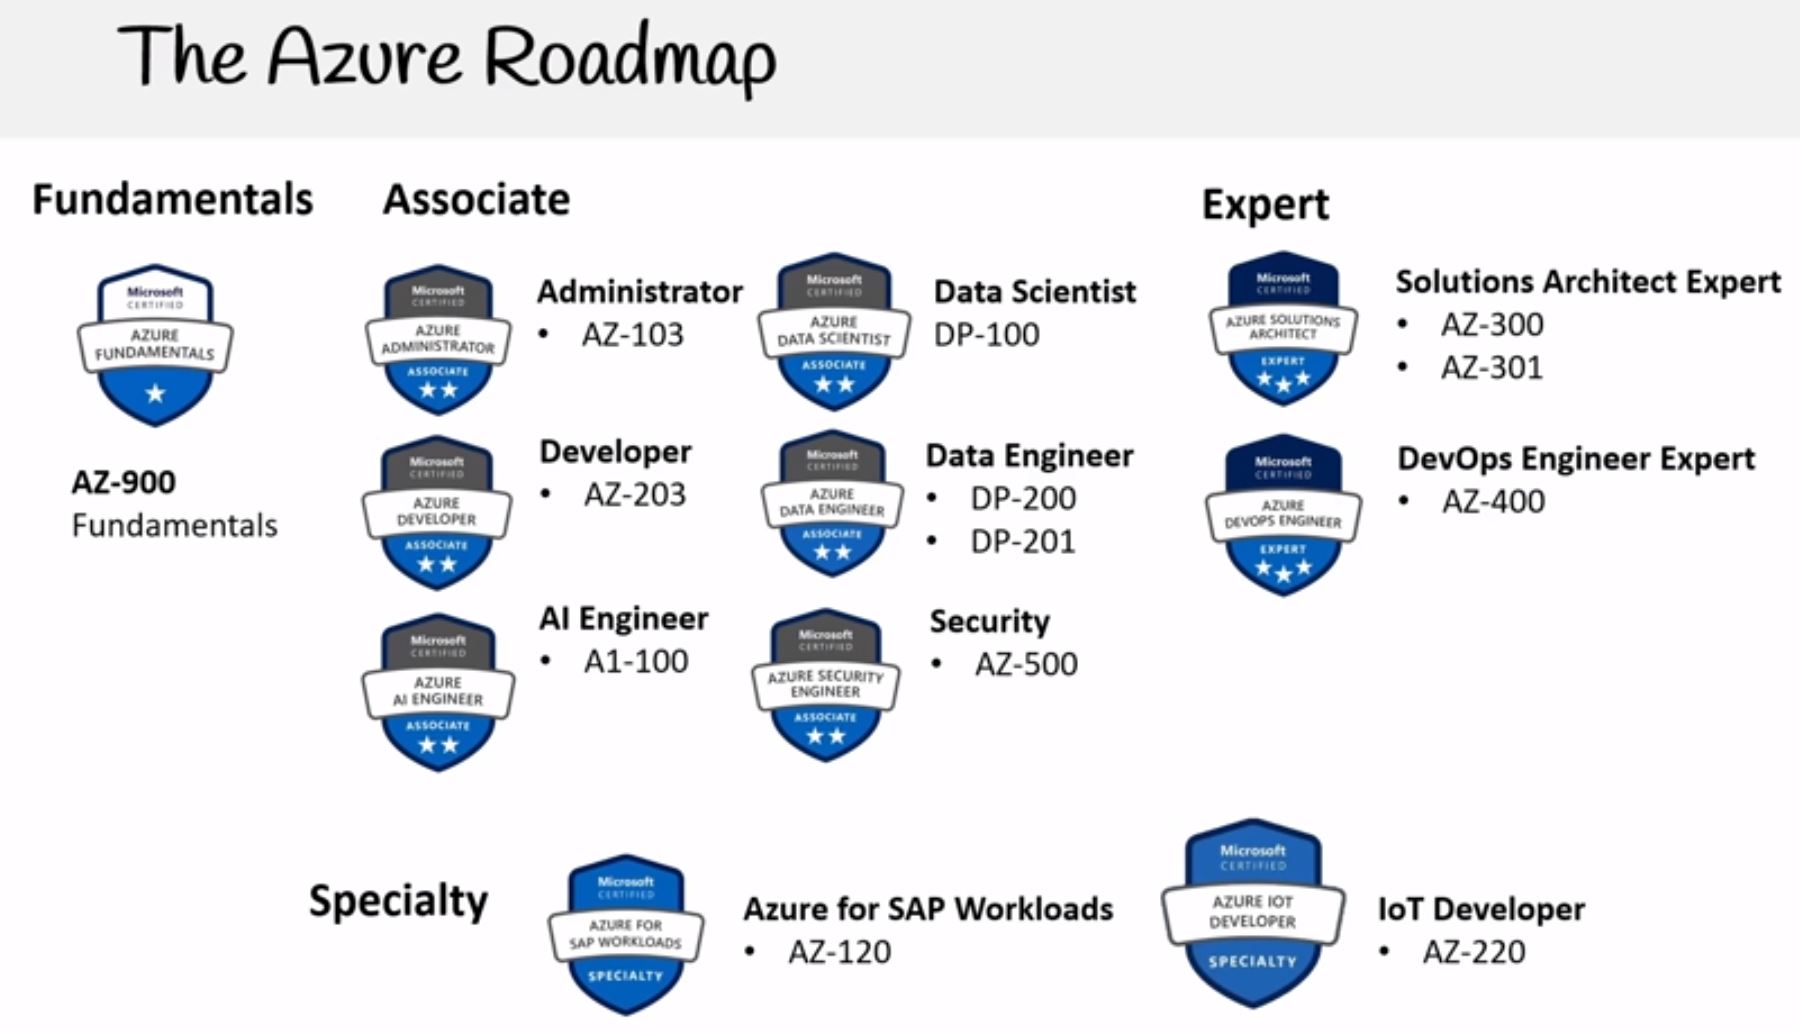 The Azure Roadmap
Fundamentals
Microsoft
CERTIFIED
AZURE
FUNDAMENTALS
AZ-900
Fundamentals
Associate
Microsoft
CERTIFIED
AZURE
ADMINISTRATOR
ASSOCIATE
Administrator
• AZ-103
Microsoft
CERTIFIED
AZURE
DATA SCIENTIST
ASSOCIATE
Data Scientist
DP-100
Microsoft
CERTIFIED
AZURE
DEVELOPER
ASSOCIATE
Developer
• AZ-203
Microsoft
CERTIFIED
AZURE
DATA ENGINEER
ASSOCIATE
Data Engineer
• DP-200
• DP-201
Microsoft
CERTIFIED
AZURE
AI ENGINEER
ASSOCIATE
AI Engineer
• A1-100
Microsoft
CERTIFIED
AZURE SECURITY
ENGINEER
ASSOCIATE
Security
• AZ-500
Expert
Microsoft
CERTIFIED
AZURE SOLUTIONS
ARCHITECT
EXPERT
Solutions Architect Expert
• AZ-300
• AZ-301
Microsoft
CERTIFIED
AZURE
DEVOPS ENGINEER
EXPERT
DevOps Engineer Expert
• AZ-400
Specialty
Microsoft
CERTIFIED
AZURE FOR
SAP WORKLOADS
SPECIALTY
Azure for SAP Workloads
• AZ-120
Microsoft
CERTIFIED
AZURE IOT
DEVELOPER
SPECIALTY
IoT Developer
• AZ-220